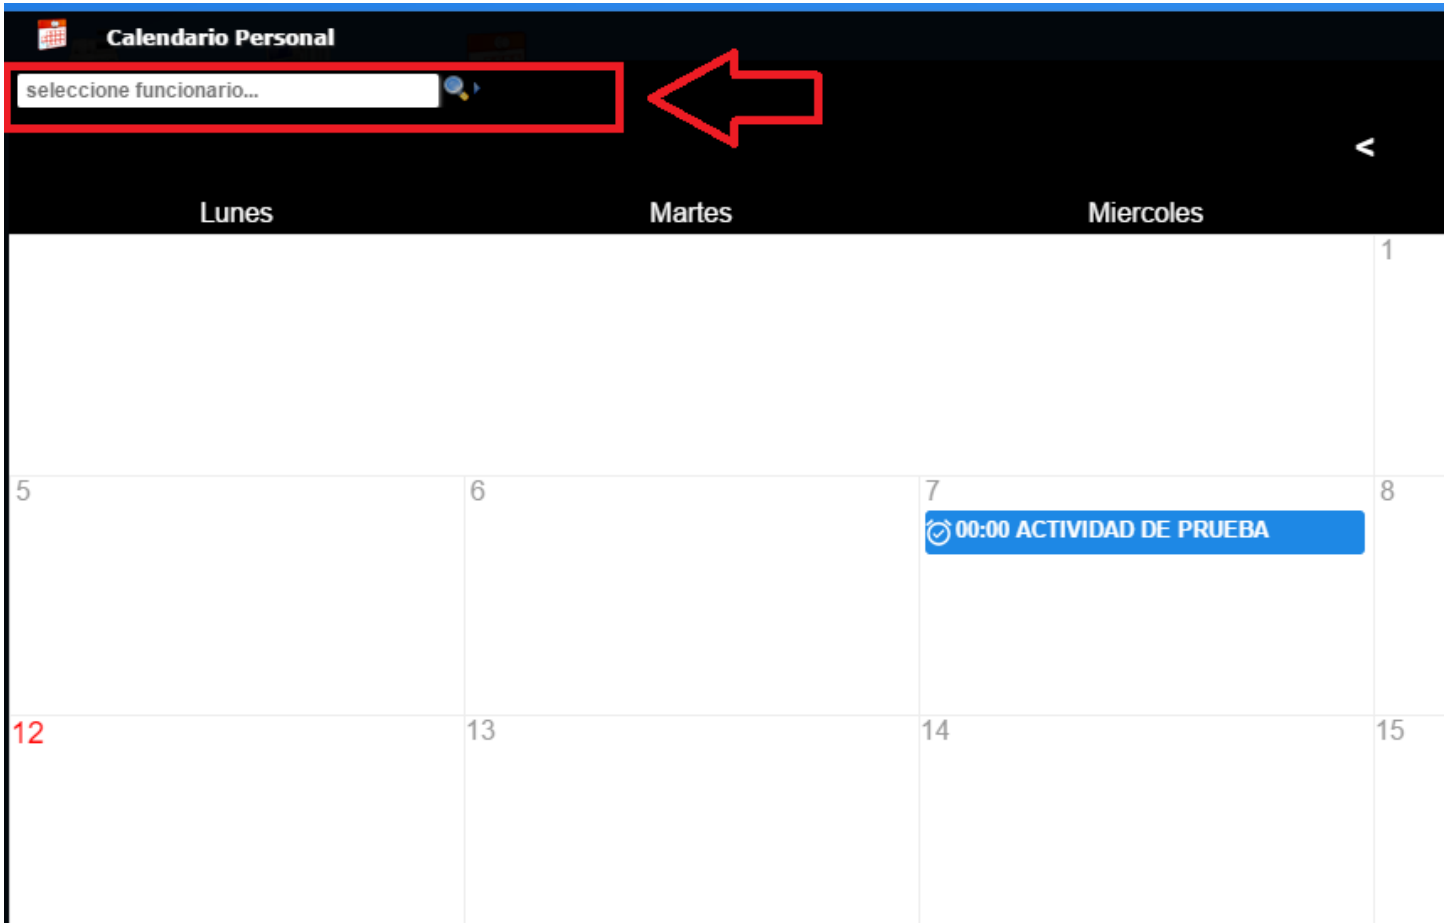 Calendario Personal
seleccione funcionario...
<
Lunes Martes Miercoles
1
5 6 7 8
00:00 ACTIVIDAD DE PRUEBA
12 13 14 15